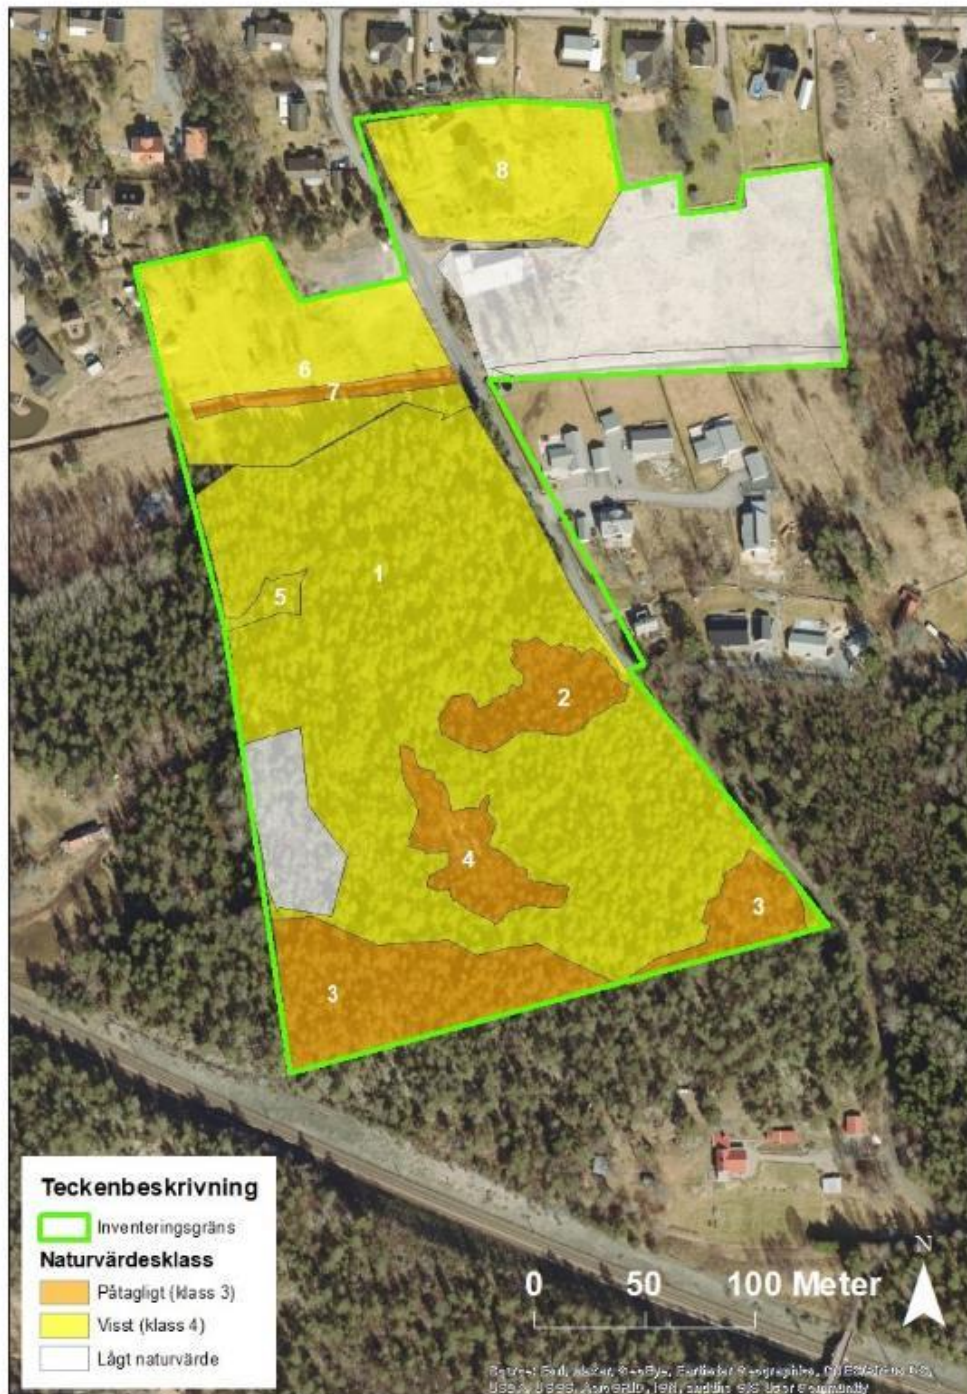 8
6
7
1
5
2
4
3
3
Teckenbeskrivning
Inventeringsgräns
Naturvärdesklass
Påtagligt (klass 3)
Visst (klass 4)
Lågt naturvärde
0 50 100 Meter
N